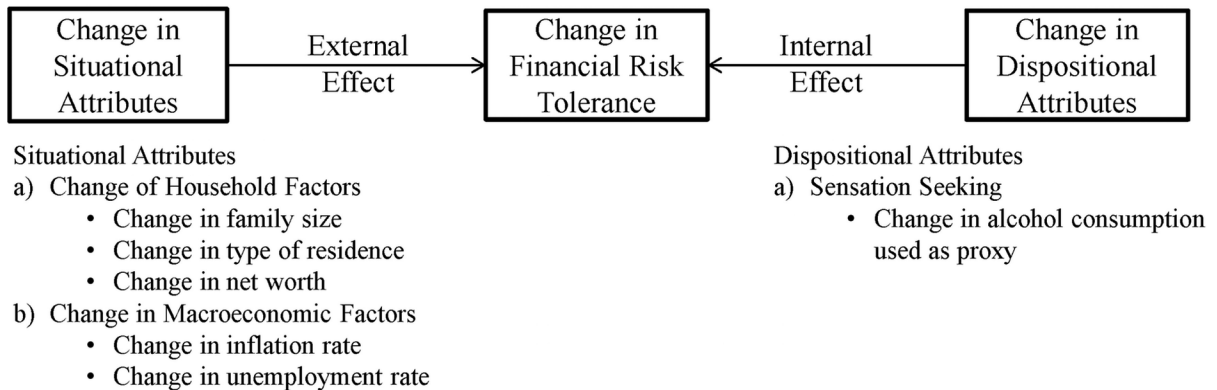 Change in
Situational
Attributes
External
Effect
Change in
Financial Risk
Tolerance
Internal
Effect
Change in
Dispositional
Attributes
Situational Attributes
a) Change of Household Factors
• Change in family size
• Change in type of residence
• Change in net worth
b) Change in Macroeconomic Factors
• Change in inflation rate
• Change in unemployment rate
Dispositional Attributes
a) Sensation Seeking
• Change in alcohol consumption
used as proxy